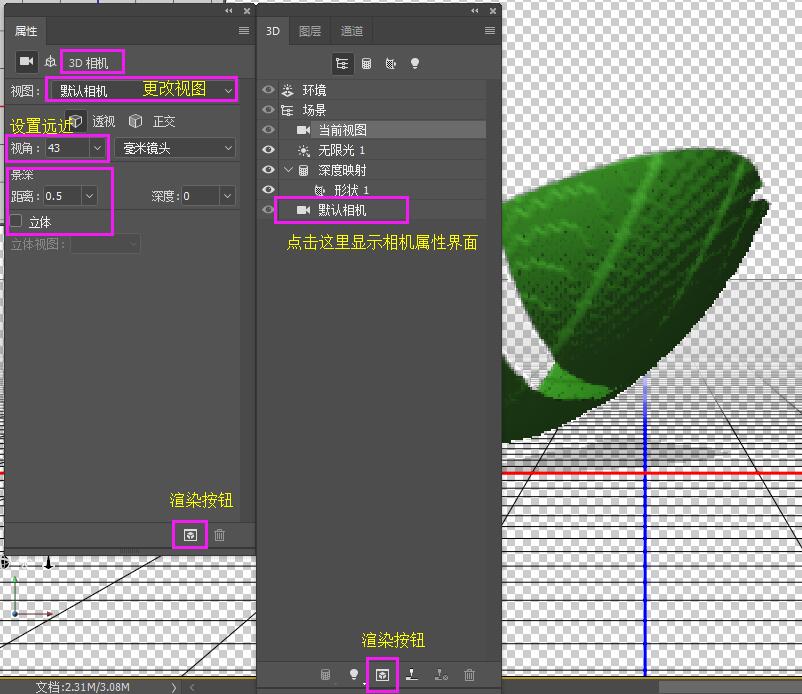 属性
3D 相机
视图: 默认相机 更改视图
设置远近
透视 正交
视角: 43 毫米镜头
景深
距离: 0.5 深度: 0
立体
立体视图:
渲染按钮
文档:2.31M/3.08M
3D 图层 通道
环境
场景
当前视图
无限光 1
深度映射
形状 1
默认相机
点击这里显示相机属性界面
渲染按钮